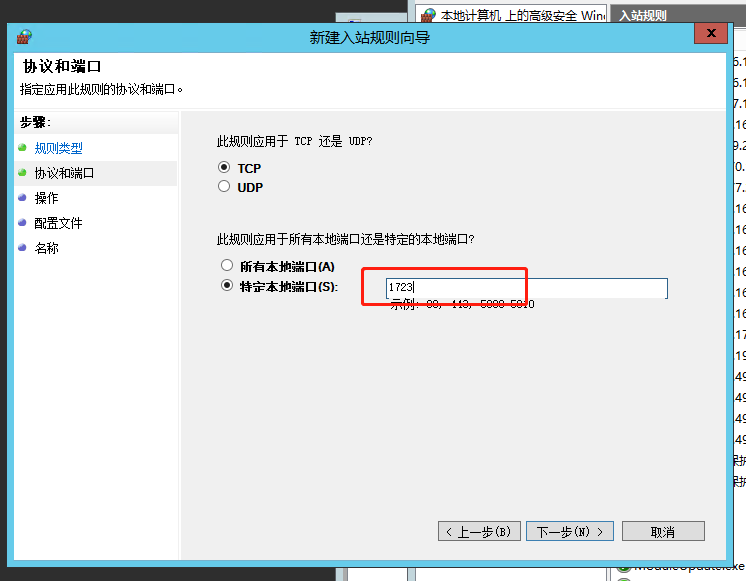 本地计算机 上的高级安全 Win
入站规则
新建入站规则向导
协议和端口
指定应用此规则的协议和端口。
步骤:
规则类型
协议和端口
操作
配置文件
名称
此规则应用于 TCP 还是 UDP?
TCP
UDP
此规则应用于所有本地端口还是特定的本地端口?
所有本地端口(A)
特定本地端口(S):
1723
示例: 80, 443, 5000-5010
< 上一步(B)
下一步(N) >
取消